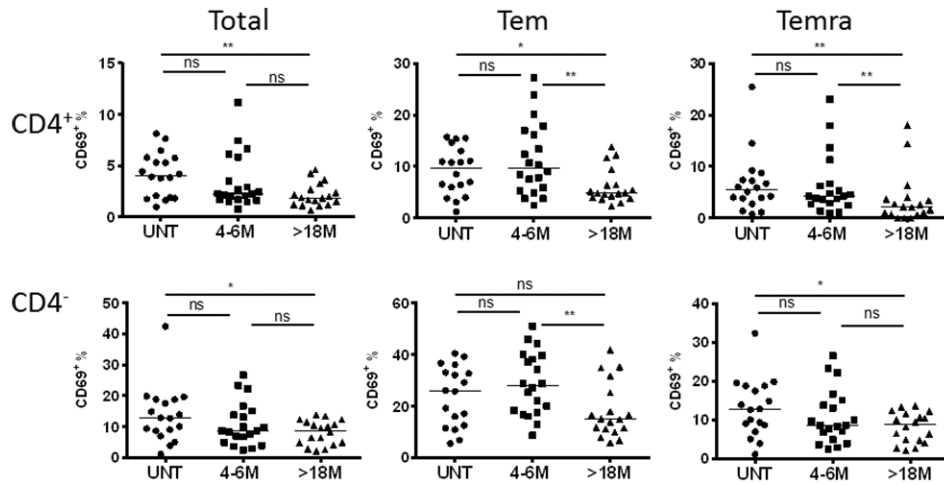 Total Tem Temra
CD4+
** 
ns
ns
15
10
5
0
CD69+ %
UNT 4-6M >18M
*
ns **
30
20
10
0
CD69+ %
UNT 4-6M >18M
**
ns **
30
20
10
0
CD69+ %
UNT 4-6M >18M
CD4-
*
ns
ns
50
40
30
20
10
0
CD69+ %
UNT 4-6M >18M
ns
ns **
60
40
20
0
CD69+ %
UNT 4-6M >18M
*
ns ns
40
30
20
10
0
CD69+ %
UNT 4-6M >18M